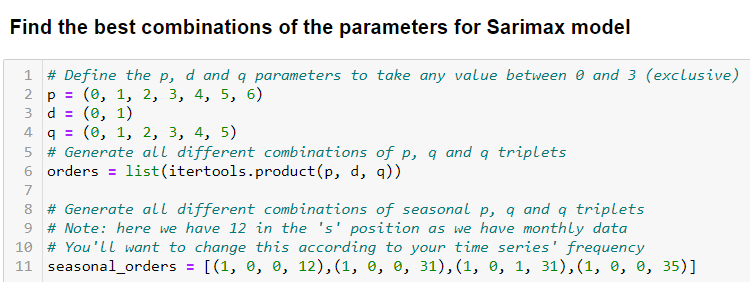 Find the best combinations of the parameters for Sarimax model
1 # Define the p, d and q parameters to take any value between 0 and 3 (exclusive)
2 p = (0, 1, 2, 3, 4, 5, 6)
3 d = (0, 1)
4 q = (0, 1, 2, 3, 4, 5)
5 # Generate all different combinations of p, q and q triplets
6 orders = list(itertools.product(p, d, q))
7
8 # Generate all different combinations of seasonal p, q and q triplets
9 # Note: here we have 12 in the 's' position as we have monthly data
10 # You'll want to change this according to your time series' frequency
11 seasonal_orders = [(1, 0, 0, 12),(1, 0, 0, 31),(1, 0, 1, 31),(1, 0, 0, 35)]